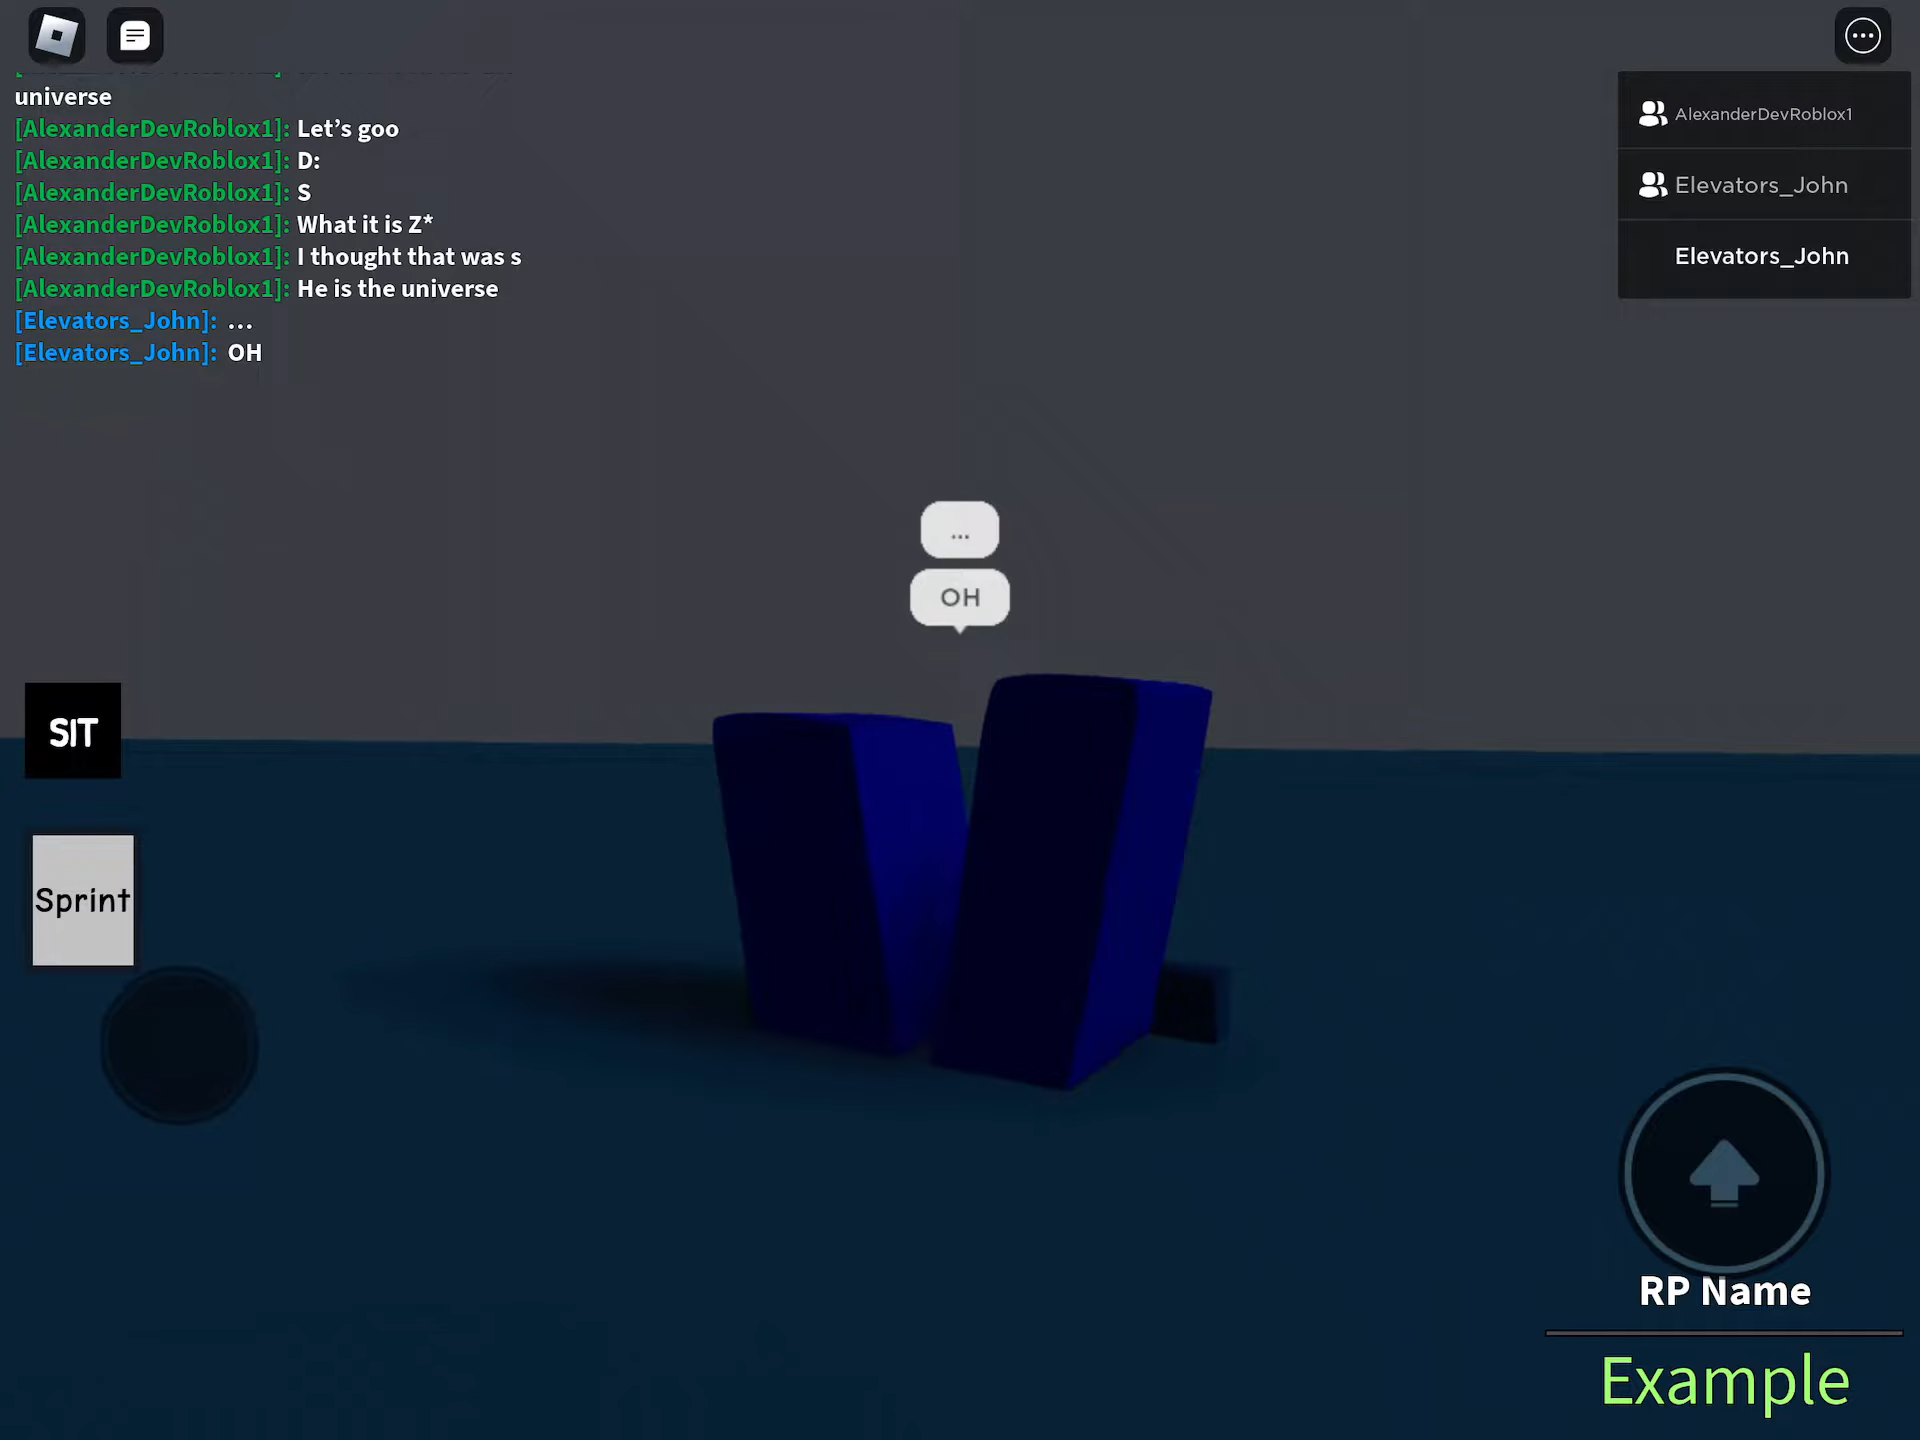 universe
[AlexanderDevRoblox1]: Let’s goo
[AlexanderDevRoblox1]: D:
[AlexanderDevRoblox1]: S
[AlexanderDevRoblox1]: What it is Z*
[AlexanderDevRoblox1]: I thought that was s
[AlexanderDevRoblox1]: He is the universe
[Elevators_John]: ...
[Elevators_John]: OH
AlexanderDevRoblox1
Elevators_John
Elevators_John
...
OH
SIT
Sprint
RP Name
Example